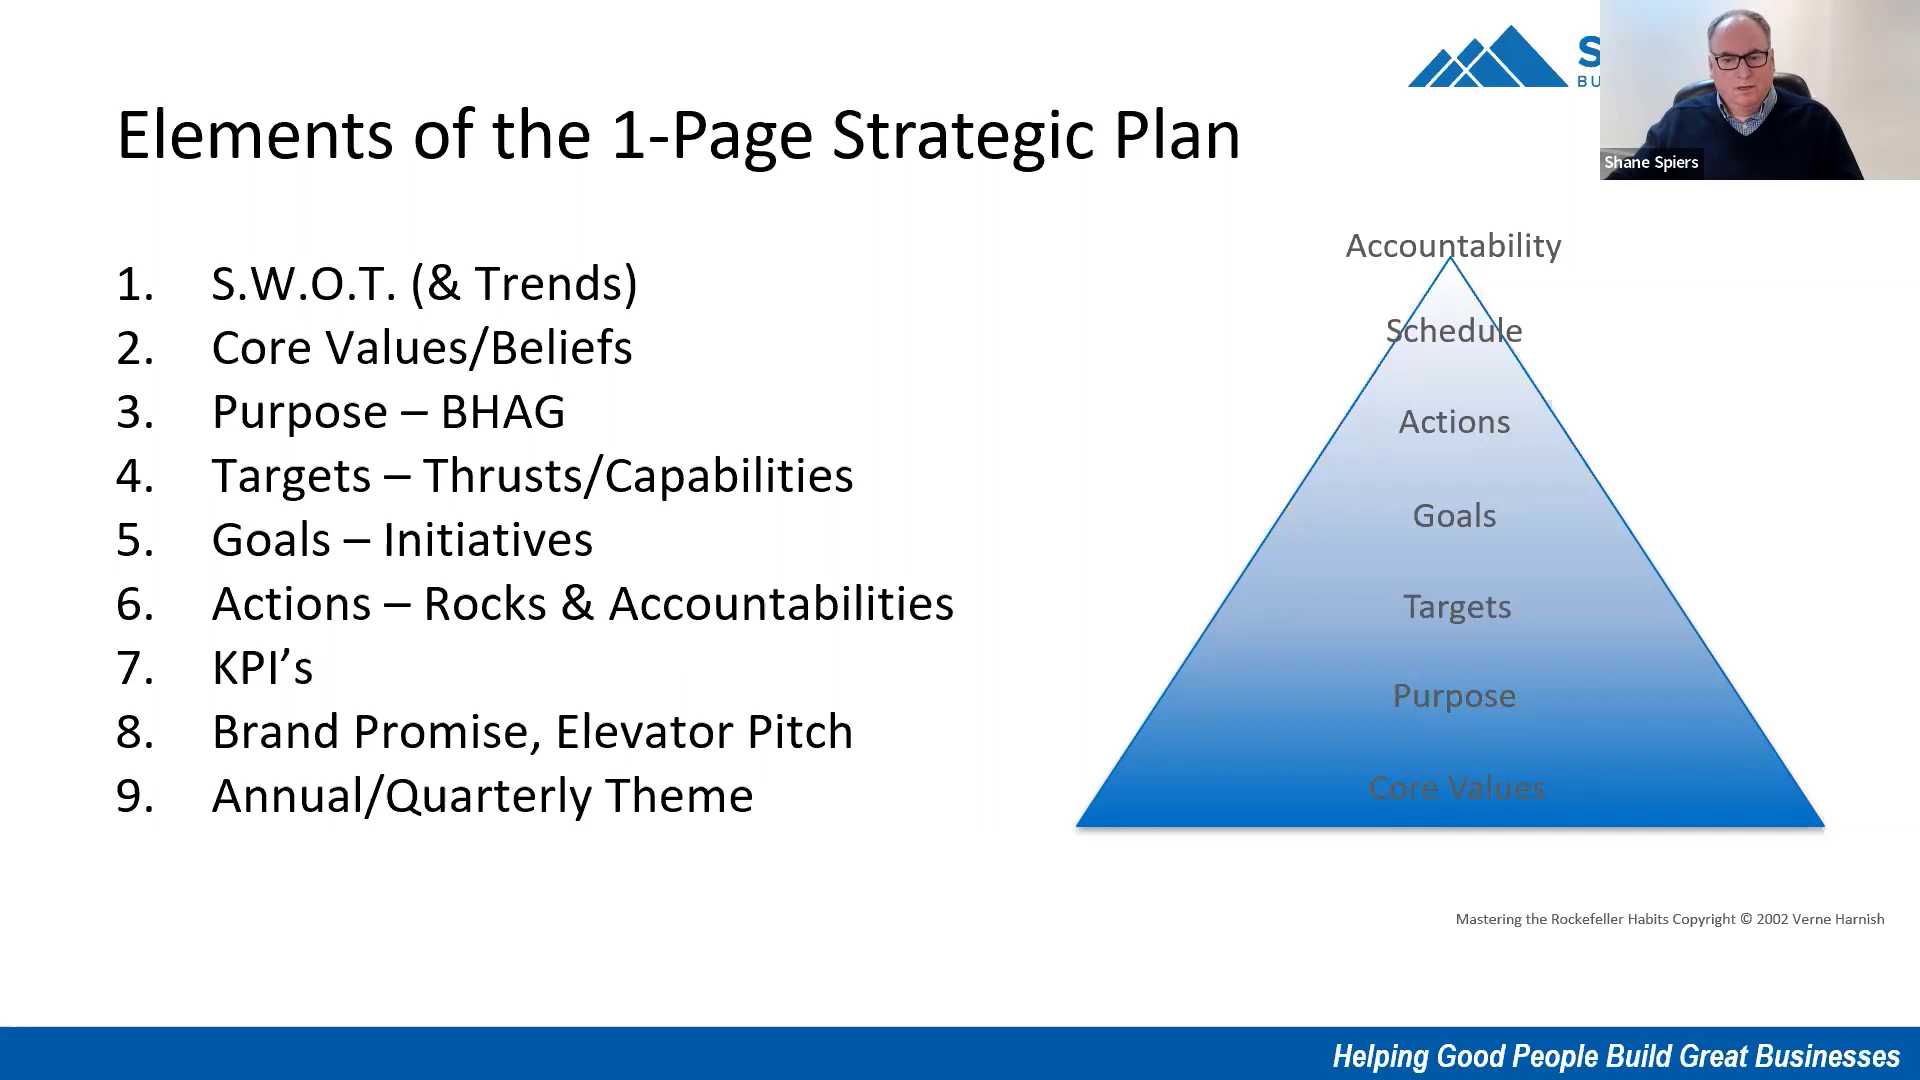 S
BU
Shane Spiers
Elements of the 1-Page Strategic Plan
1. S.W.O.T. (& Trends)
2. Core Values/Beliefs
3. Purpose – BHAG
4. Targets – Thrusts/Capabilities
5. Goals – Initiatives
6. Actions – Rocks & Accountabilities
7. KPI’s
8. Brand Promise, Elevator Pitch
9. Annual/Quarterly Theme
Accountability
Schedule
Actions
Goals
Targets
Purpose
Core Values
Mastering the Rockefeller Habits Copyright © 2002 Verne Harnish
Helping Good People Build Great Businesses